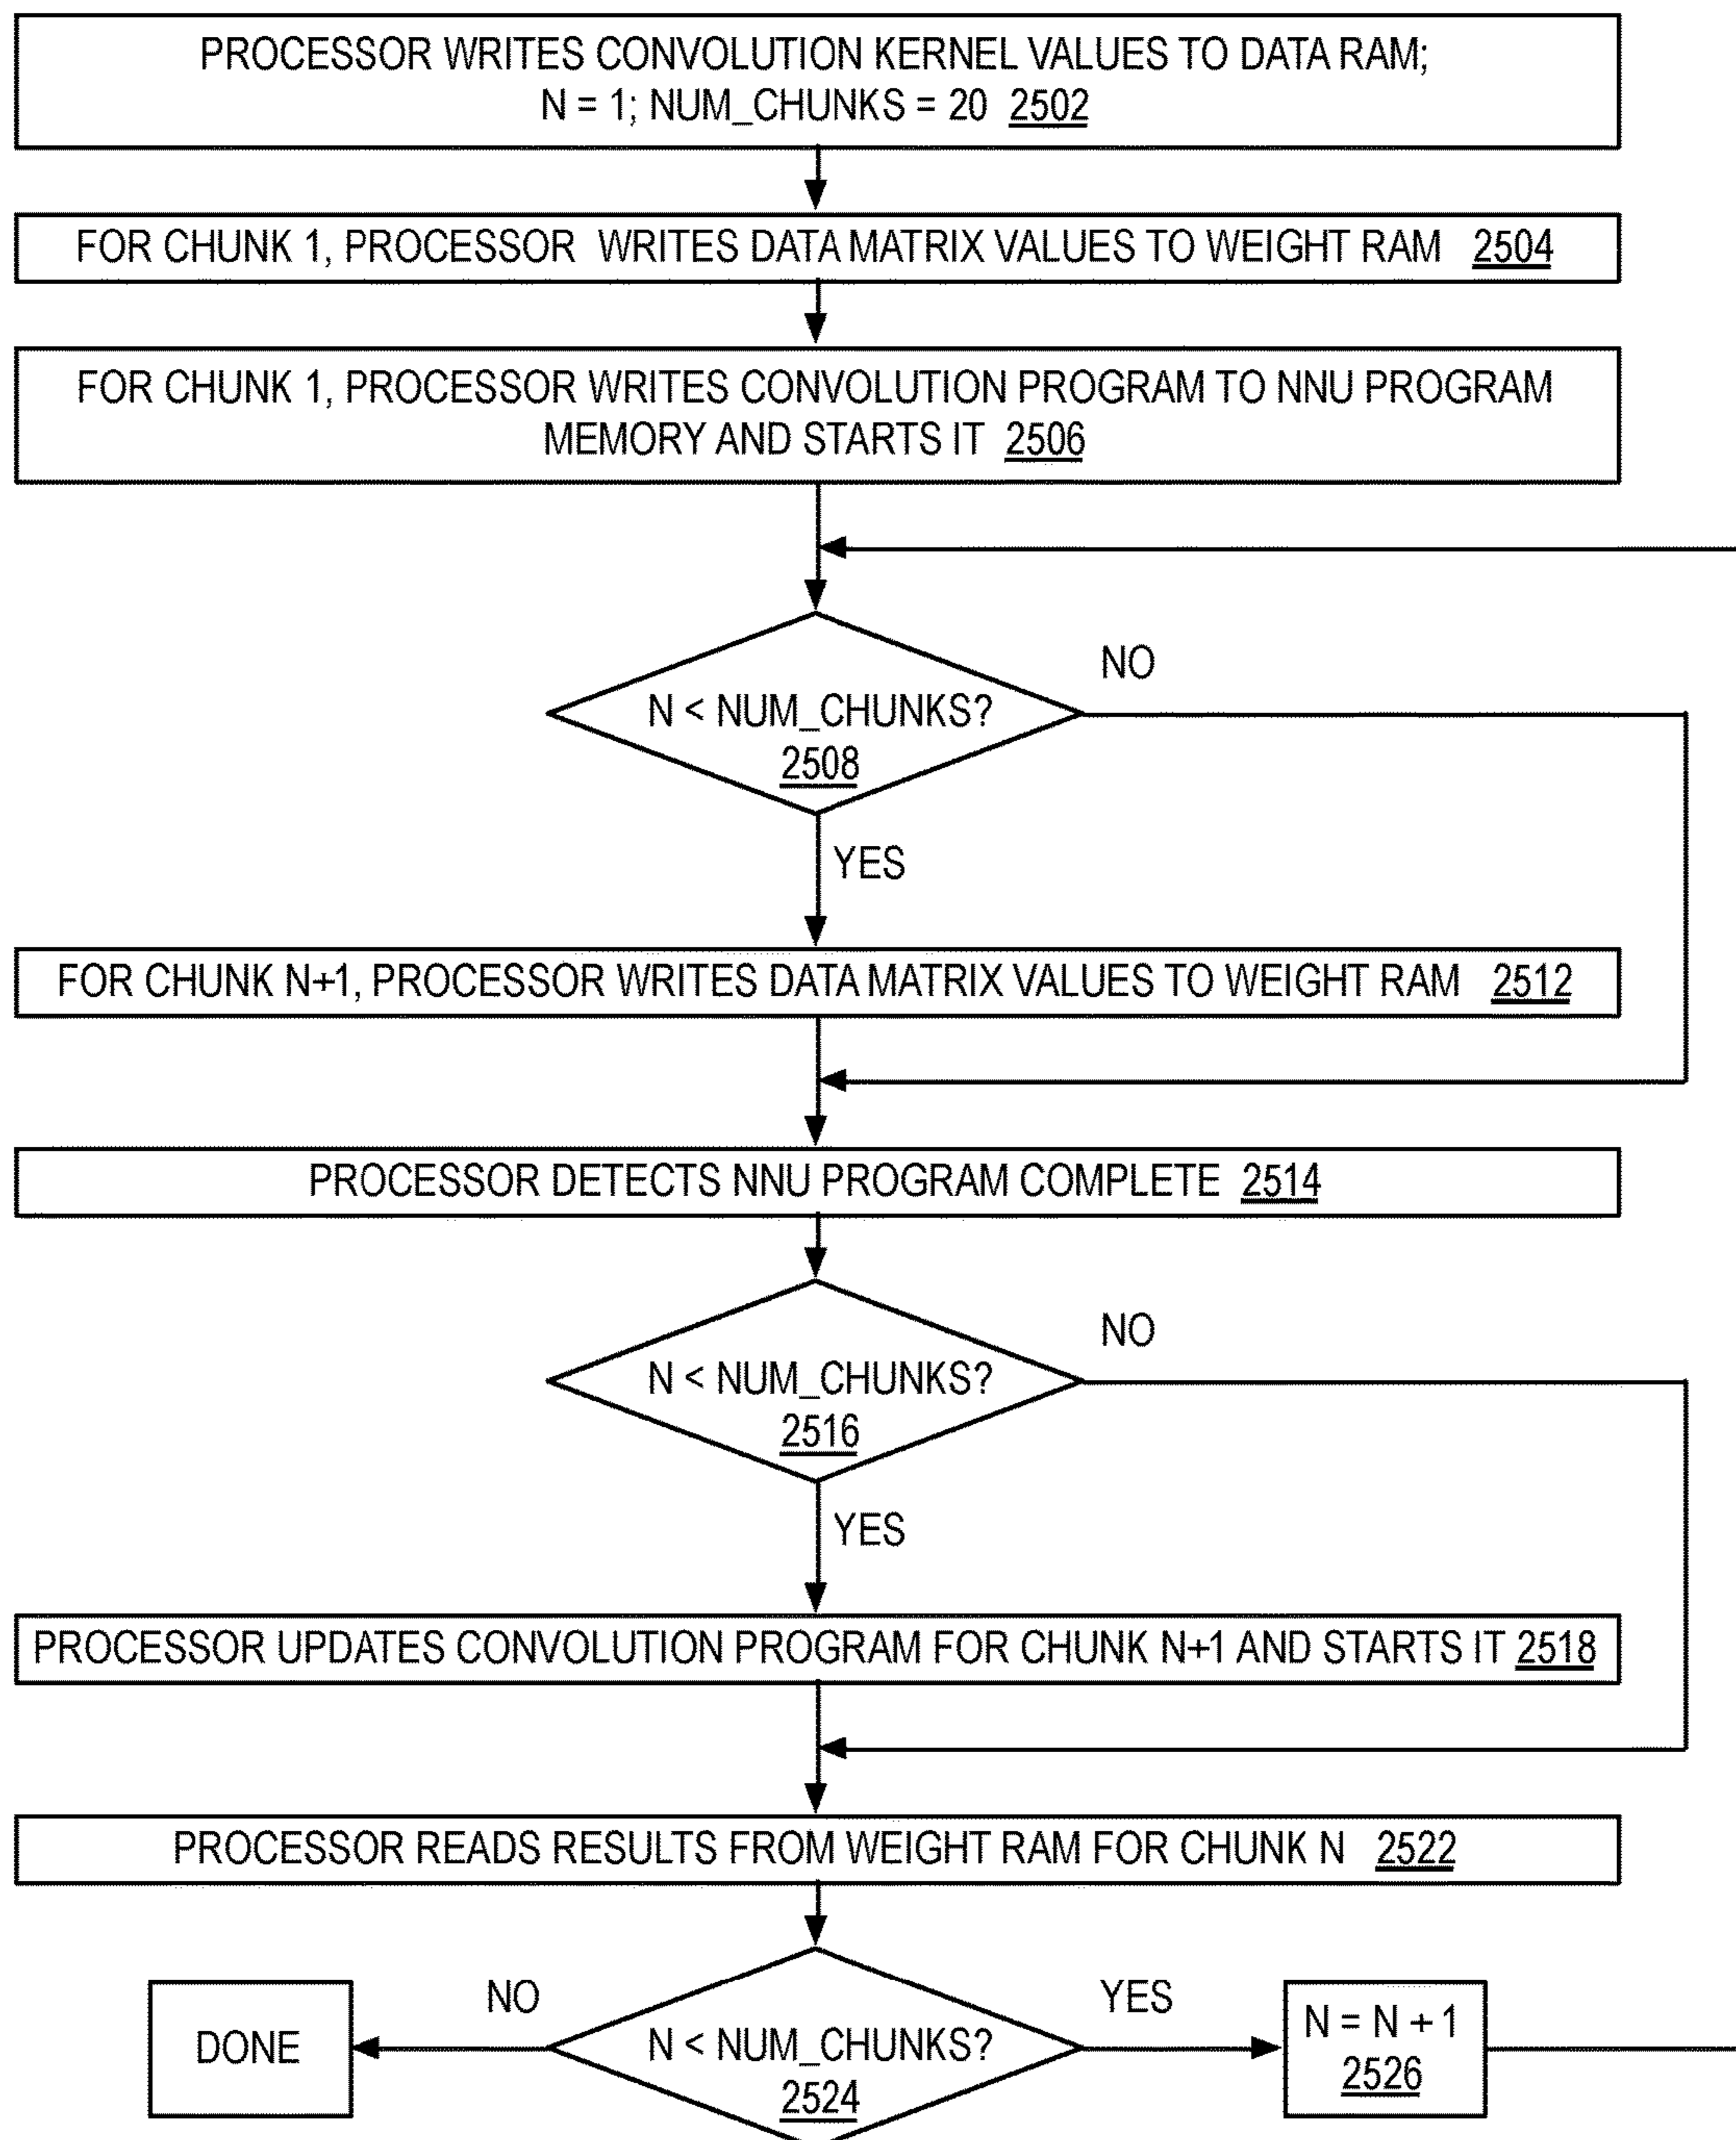 PROCESSOR WRITES CONVOLUTION KERNEL VALUES TO DATA RAM;
N = 1; NUM_CHUNKS = 20 2502
FOR CHUNK 1, PROCESSOR WRITES DATA MATRIX VALUES TO WEIGHT RAM 2504
FOR CHUNK 1, PROCESSOR WRITES CONVOLUTION PROGRAM TO NNU PROGRAM
MEMORY AND STARTS IT 2506
NO
N < NUM_CHUNKS?
2508
YES
FOR CHUNK N+1, PROCESSOR WRITES DATA MATRIX VALUES TO WEIGHT RAM 2512
PROCESSOR DETECTS NNU PROGRAM COMPLETE 2514
NO
N < NUM_CHUNKS?
2516
YES
PROCESSOR UPDATES CONVOLUTION PROGRAM FOR CHUNK N+1 AND STARTS IT 2518
PROCESSOR READS RESULTS FROM WEIGHT RAM FOR CHUNK N 2522
NO
YES
DONE
N < NUM_CHUNKS?
2524
N = N + 1
2526